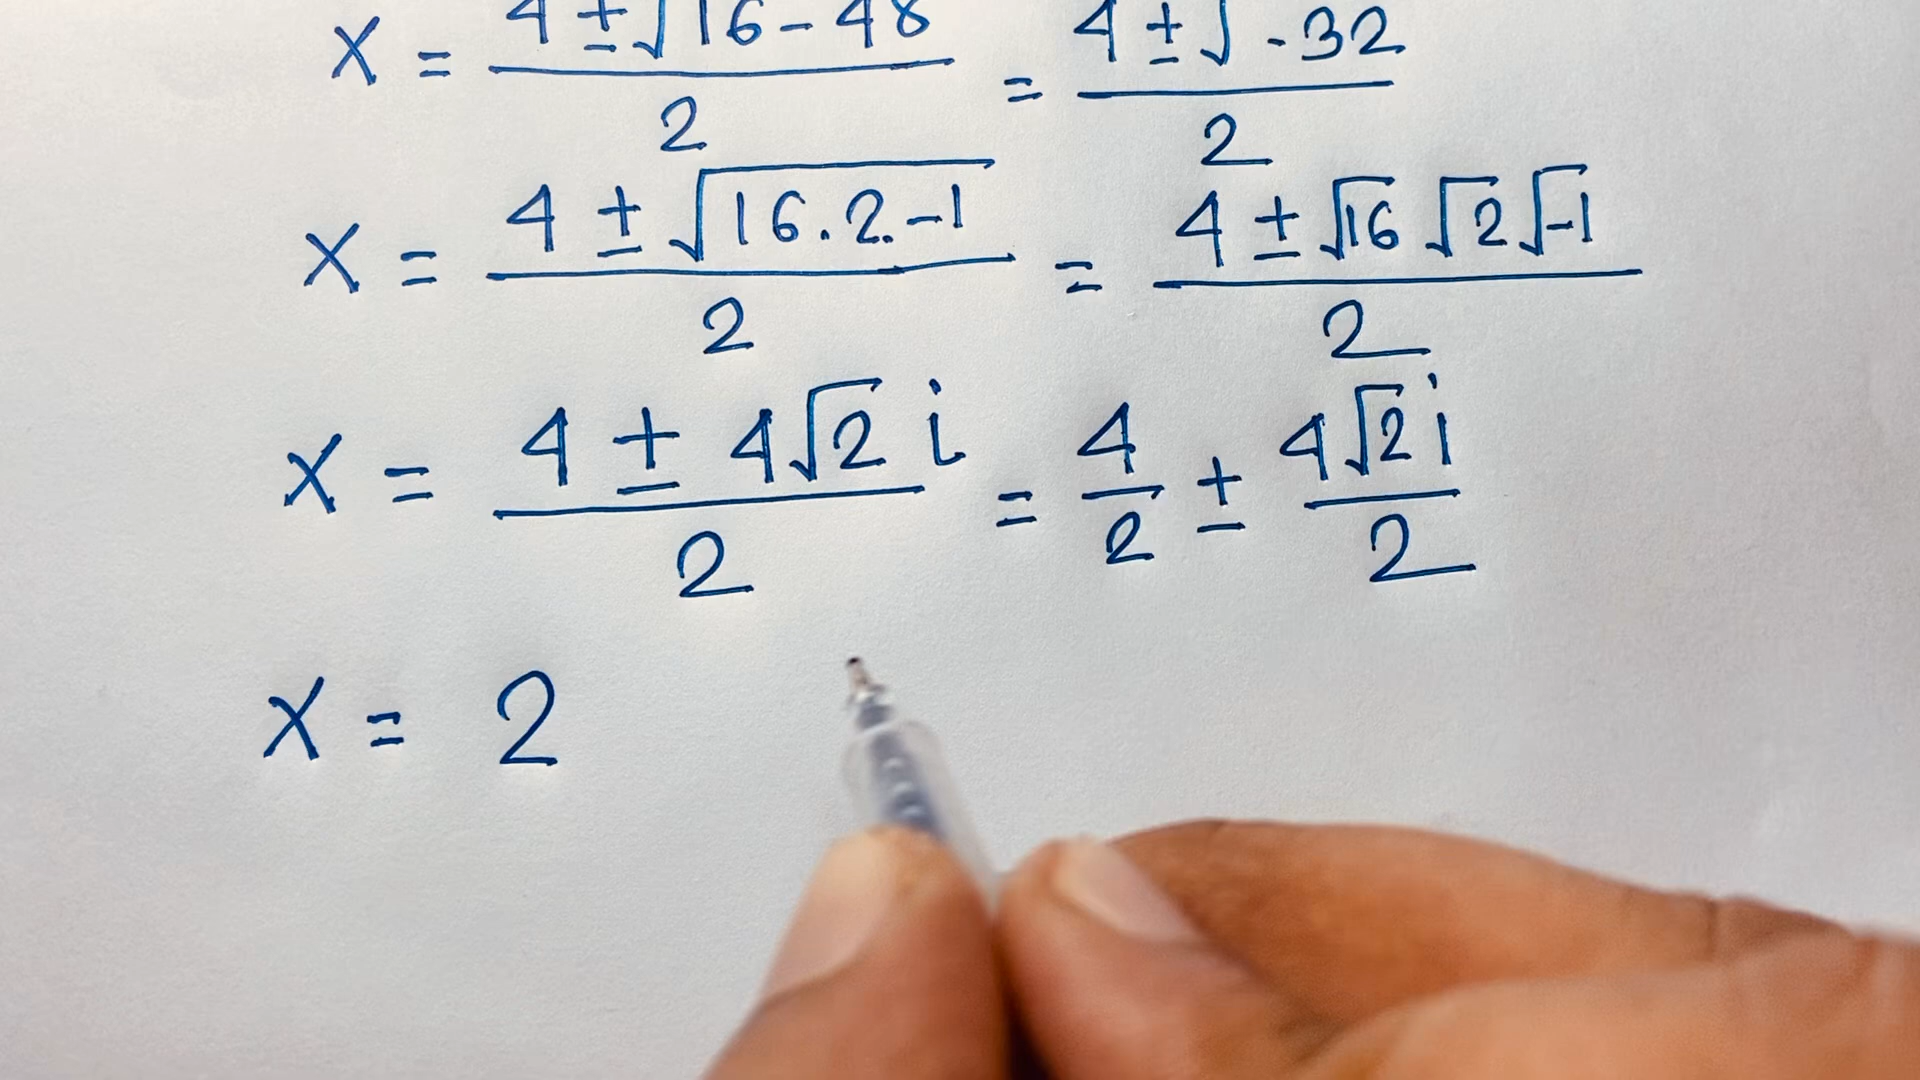 x = (4 ± √16 - 48)/2 = (4 ± √-32)/2
x = (4 ± √(16.2.-1))/2 = (4 ± √16 √2 √-1)/2
x = (4 ± 4√2 i)/2 = 4/2 ± (4√2 i)/2
x = 2